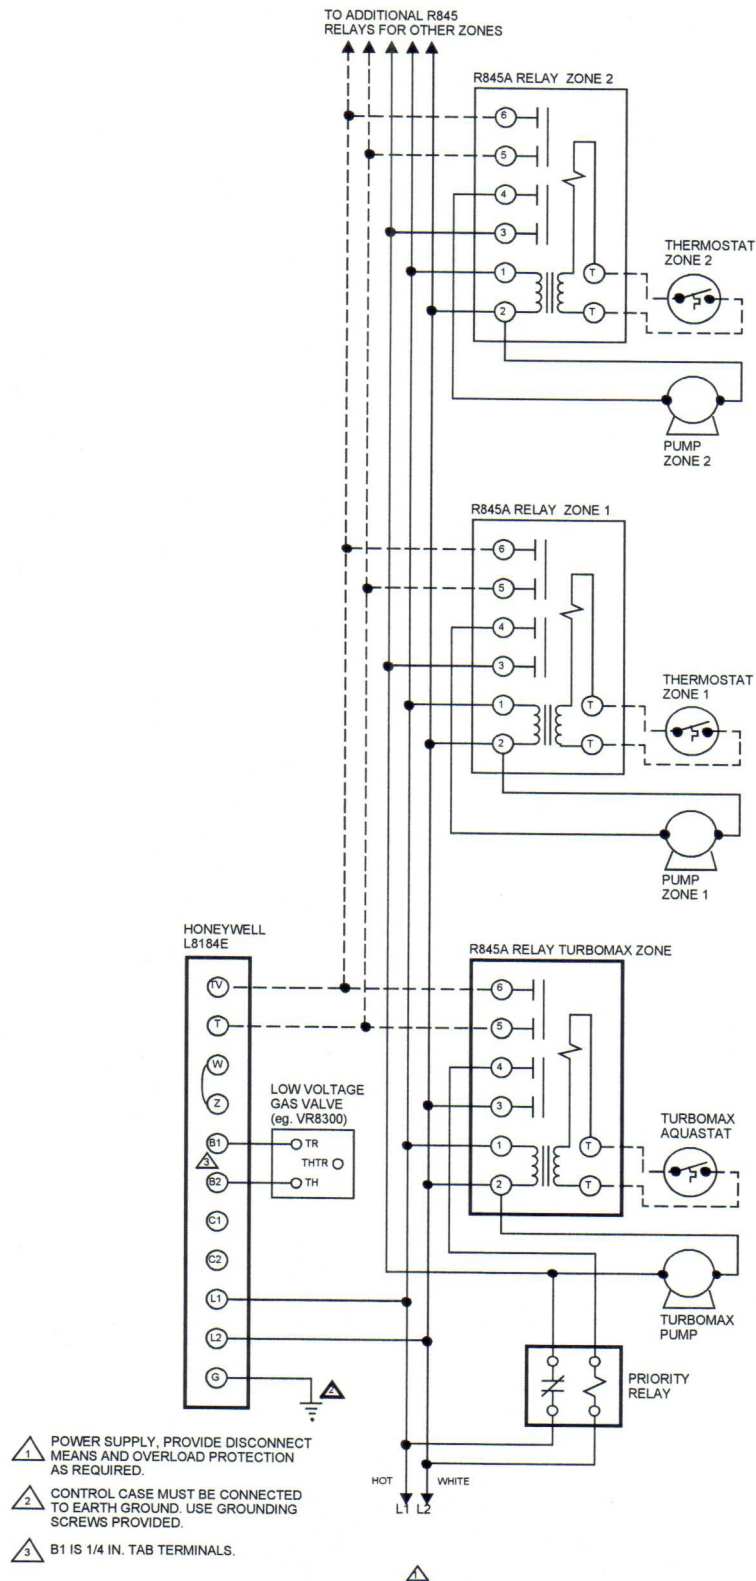 TO ADDITIONAL R845
RELAYS FOR OTHER ZONES
R845A RELAY ZONE 2
6
5
4
3
1
2
T
T
THERMOSTAT
ZONE 2
PUMP
ZONE 2
R845A RELAY ZONE 1
6
5
4
3
1
2
T
T
THERMOSTAT
ZONE 1
PUMP
ZONE 1
HONEYWELL
L8184E
TV
T
W
Z
B1
3
B2
C1
C2
L1
L2
G
2
LOW VOLTAGE
GAS VALVE
(eg. VR8300)
TR
THTR
TH
R845A RELAY TURBOMAX ZONE
6
5
4
3
1
2
T
T
TURBOMAX
AQUASTAT
TURBOMAX
PUMP
PRIORITY
RELAY
HOT
WHITE
L1 L2
1
1 POWER SUPPLY, PROVIDE DISCONNECT
MEANS AND OVERLOAD PROTECTION
AS REQUIRED.
2 CONTROL CASE MUST BE CONNECTED
TO EARTH GROUND. USE GROUNDING
SCREWS PROVIDED.
3 B1 IS 1/4 IN. TAB TERMINALS.